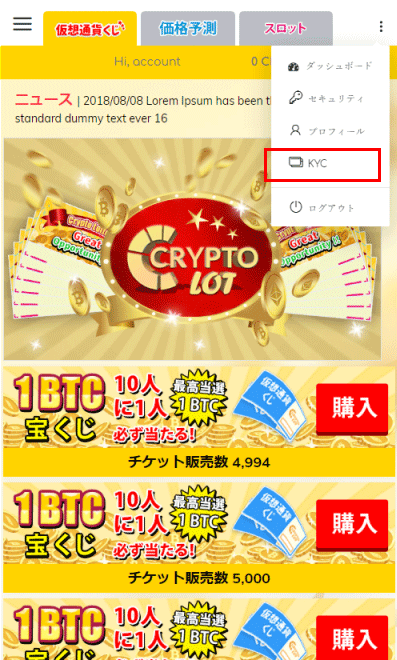 仮想通貨くじ 価格予測 スロット
Hi, account 0 C
ダッシュボード
セキュリティ
プロフィール
KYC
ログアウト
ニュース | 2018/08/08 Lorem Ipsum has been th
standard dummy text ever 16
Great
Opportunity !!
CRYPTO
LOT
Great
Opportunity !!
1BTC
宝くじ
10人
に1人
必ず当たる!
最高当選
1BTC
仮想通貨くじ
購入
チケット販売数 4,994
1BTC
宝くじ
10人
に1人
必ず当たる!
最高当選
1BTC
仮想通貨くじ
購入
チケット販売数 5,000
1BTC
10人
に1人
最高当選
1BTC
購入